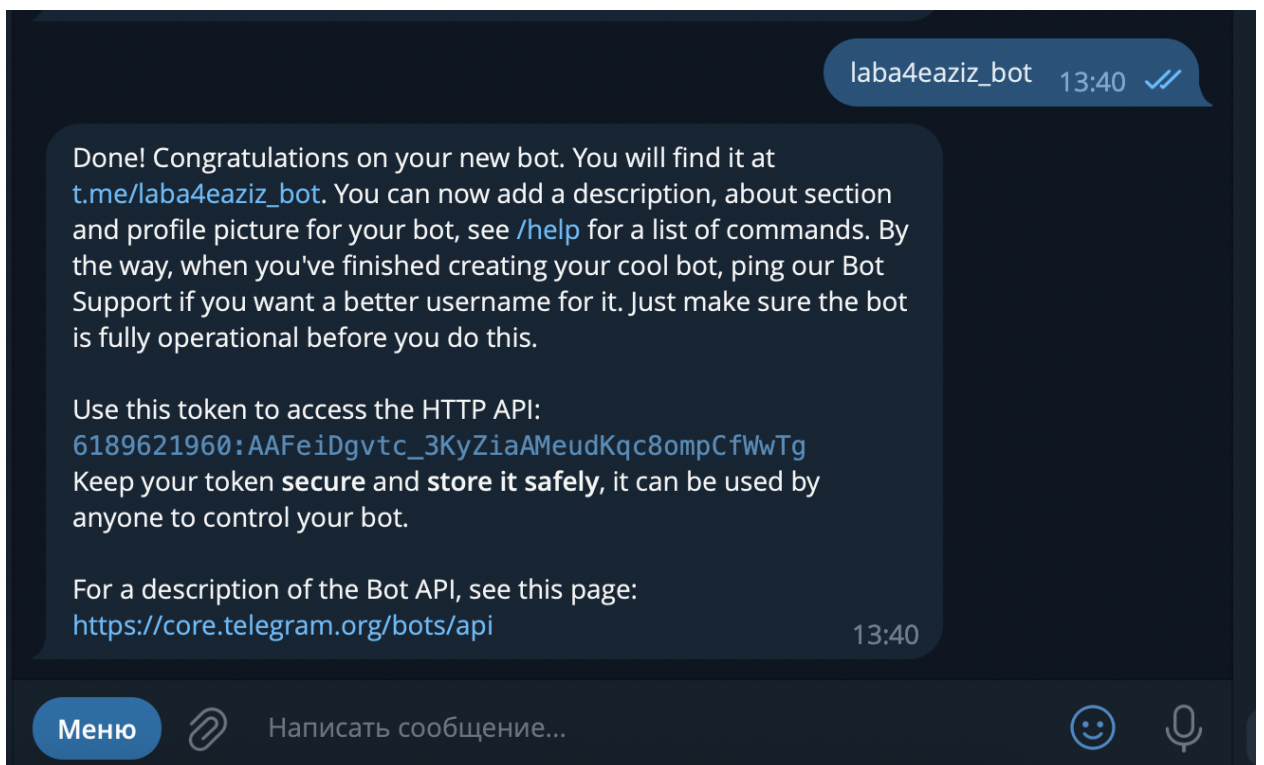 laba4eaziz_bot 13:40
Done! Congratulations on your new bot. You will find it at
t.me/laba4eaziz_bot. You can now add a description, about section
and profile picture for your bot, see /help for a list of commands. By
the way, when you've finished creating your cool bot, ping our Bot
Support if you want a better username for it. Just make sure the bot
is fully operational before you do this.
Use this token to access the HTTP API:
6189621960:AAFeiDgvtc_3KyZiaAMeudKqc8ompCfWwTg
Keep your token secure and store it safely, it can be used by
anyone to control your bot.
For a description of the Bot API, see this page:
https://core.telegram.org/bots/api
13:40
Меню Написать сообщение...